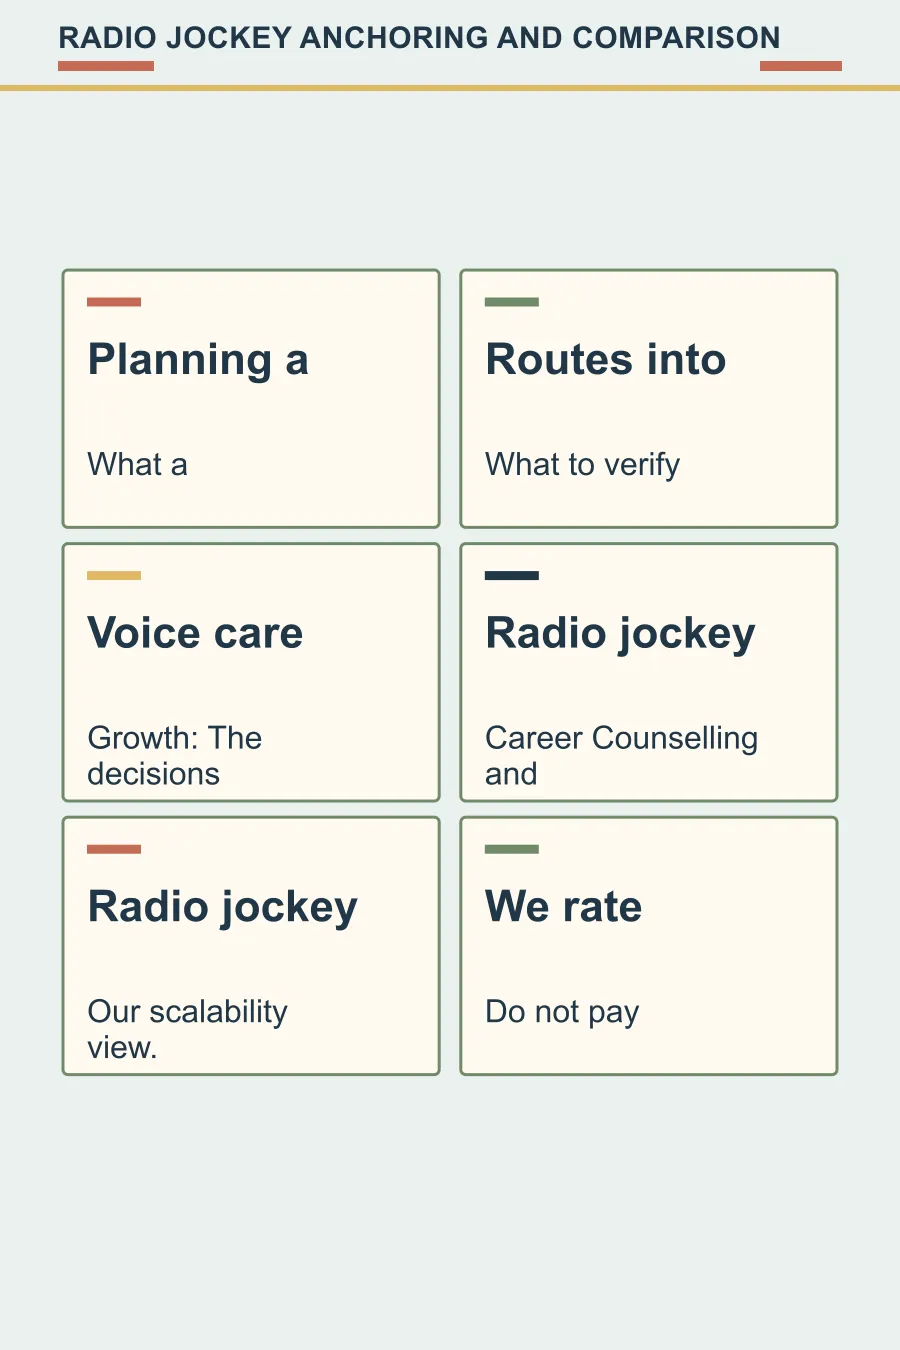 RADIO JOCKEY ANCHORING AND COMPARISON
Planning a
What a
Routes into
What to verify
Voice care
Growth: The
decisions
Radio jockey
Career Counselling
and
Radio jockey
Our scalability
view.
We rate
Do not pay